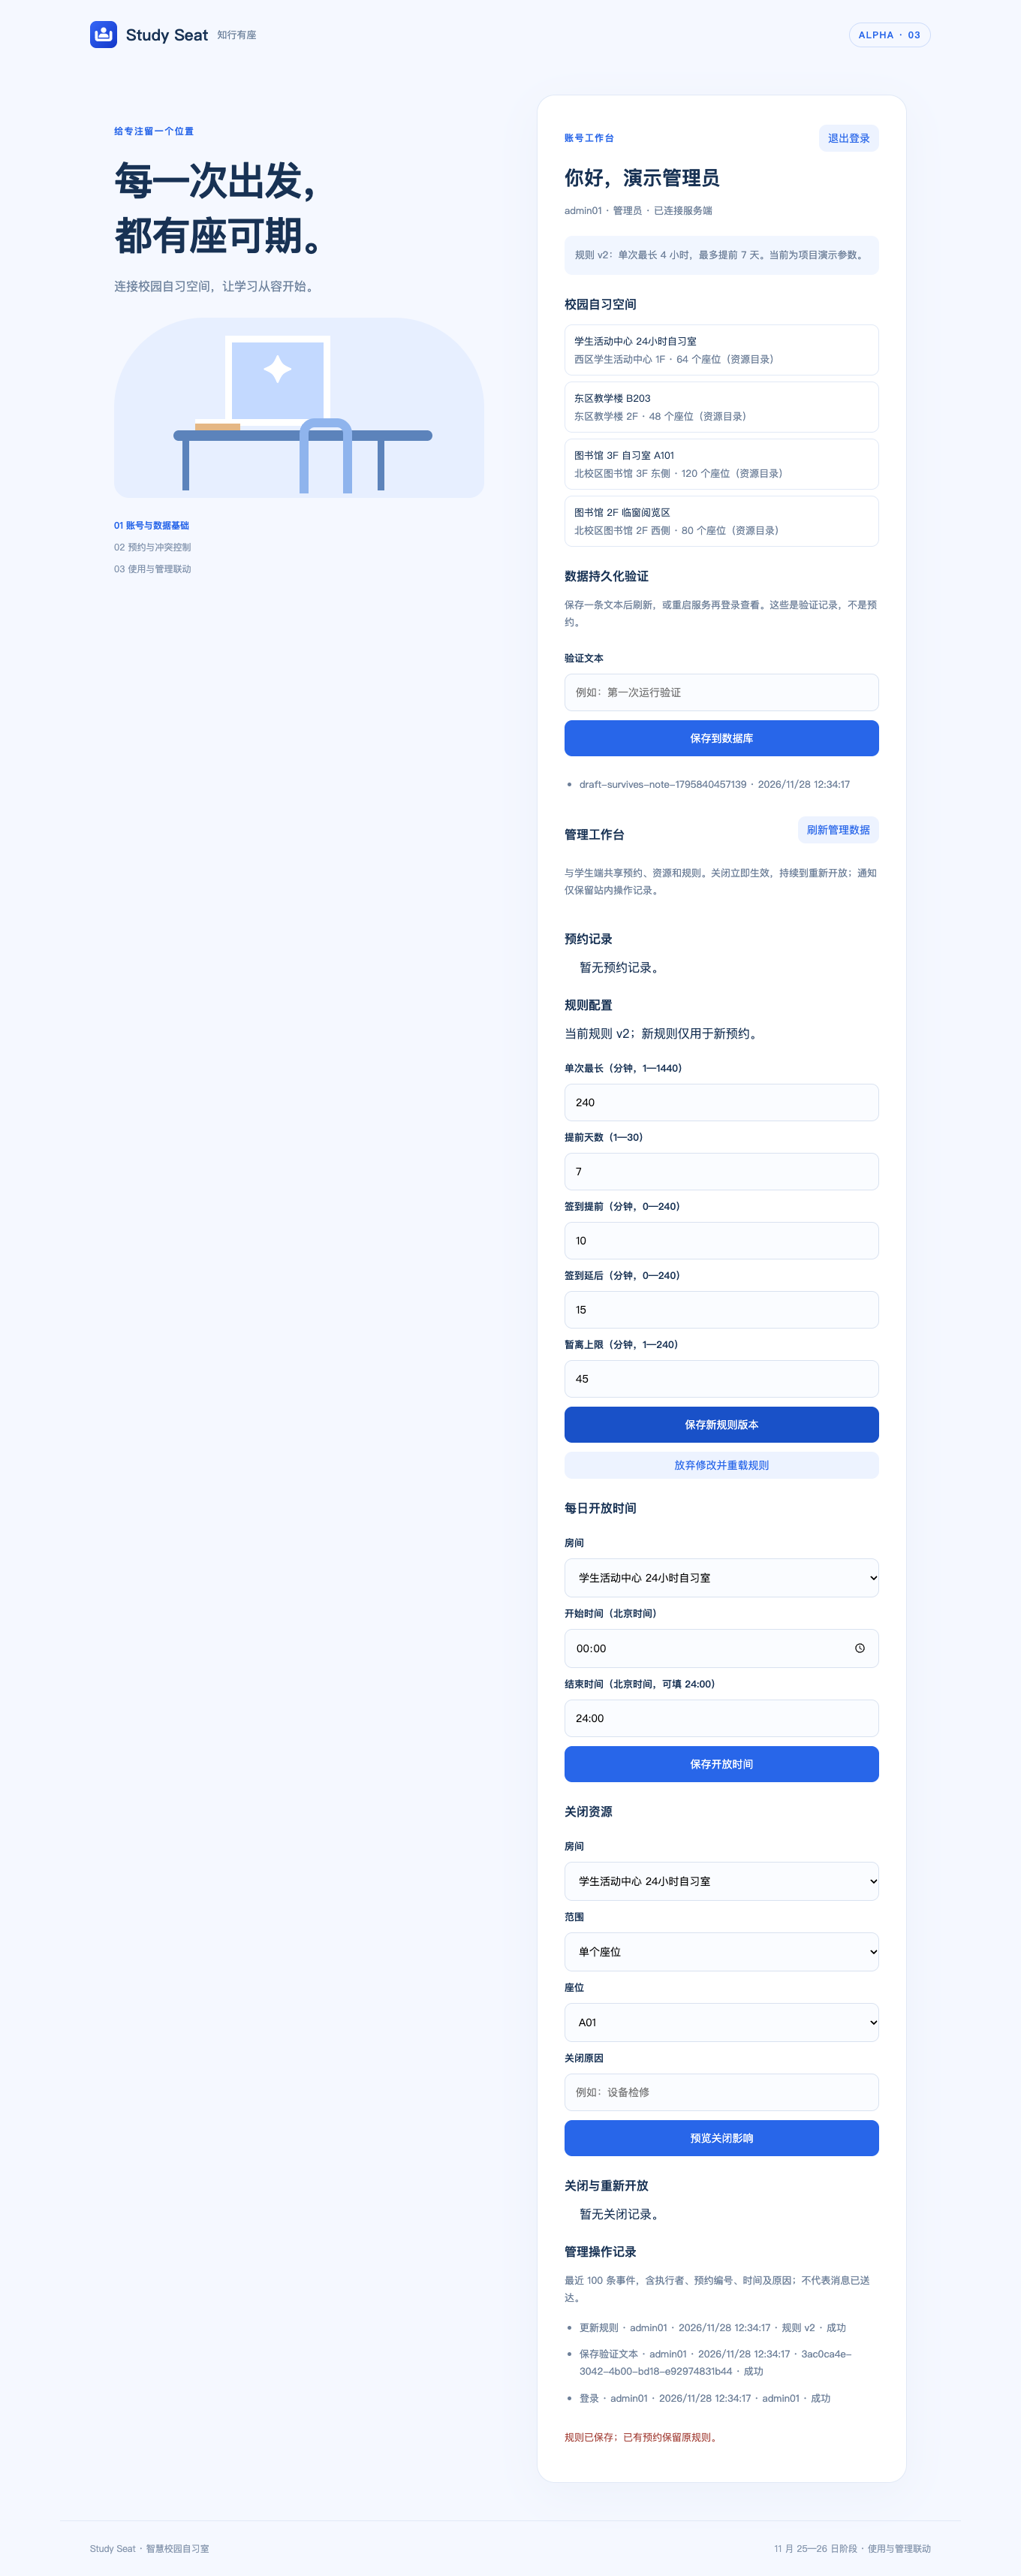 Study Seat 知行有座
ALPHA · 03
给专注留一个位置
每一次出发，
都有座可期。
连接校园自习空间，让学习从容开始。
01 账号与数据基础
02 预约与冲突控制
03 使用与管理联动
账号工作台
退出登录
你好，演示管理员
admin01 · 管理员 · 已连接服务端
规则 v2：单次最长 4 小时，最多提前 7 天。当前为项目演示参数。
校园自习空间
学生活动中心 24小时自习室
西区学生活动中心 1F · 64 个座位（资源目录）
东区教学楼 B203
东区教学楼 2F · 48 个座位（资源目录）
图书馆 3F 自习室 A101
北校区图书馆 3F 东侧 · 120 个座位（资源目录）
图书馆 2F 临窗阅览区
北校区图书馆 2F 西侧 · 80 个座位（资源目录）
数据持久化验证
保存一条文本后刷新，或重启服务再登录查看。这些是验证记录，不是预
约。
验证文本
例如：第一次运行验证
保存到数据库
draft-survives-note-1795840457139 · 2026/11/28 12:34:17
管理工作台
刷新管理数据
与学生端共享预约、资源和规则。关闭立即生效，持续到重新开放；通知
仅保留站内操作记录。
预约记录
暂无预约记录。
规则配置
当前规则 v2；新规则仅用于新预约。
单次最长（分钟，1—1440）
240
提前天数（1—30）
7
签到提前（分钟，0—240）
10
签到延后（分钟，0—240）
15
暂离上限（分钟，1—240）
45
保存新规则版本
放弃修改并重载规则
每日开放时间
房间
学生活动中心 24小时自习室
开始时间（北京时间）
00:00
结束时间（北京时间，可填 24:00）
24:00
保存开放时间
关闭资源
房间
学生活动中心 24小时自习室
范围
单个座位
座位
A01
关闭原因
例如：设备检修
预览关闭影响
关闭与重新开放
暂无关闭记录。
管理操作记录
最近 100 条事件，含执行者、预约编号、时间及原因；不代表消息已送
达。
更新规则 · admin01 · 2026/11/28 12:34:17 · 规则 v2 · 成功
保存验证文本 · admin01 · 2026/11/28 12:34:17 · 3ac0ca4e-
3042-4b00-bd18-e92974831b44 · 成功
登录 · admin01 · 2026/11/28 12:34:17 · admin01 · 成功
规则已保存；已有预约保留原规则。
Study Seat · 智慧校园自习室
11 月 25—26 日阶段 · 使用与管理联动